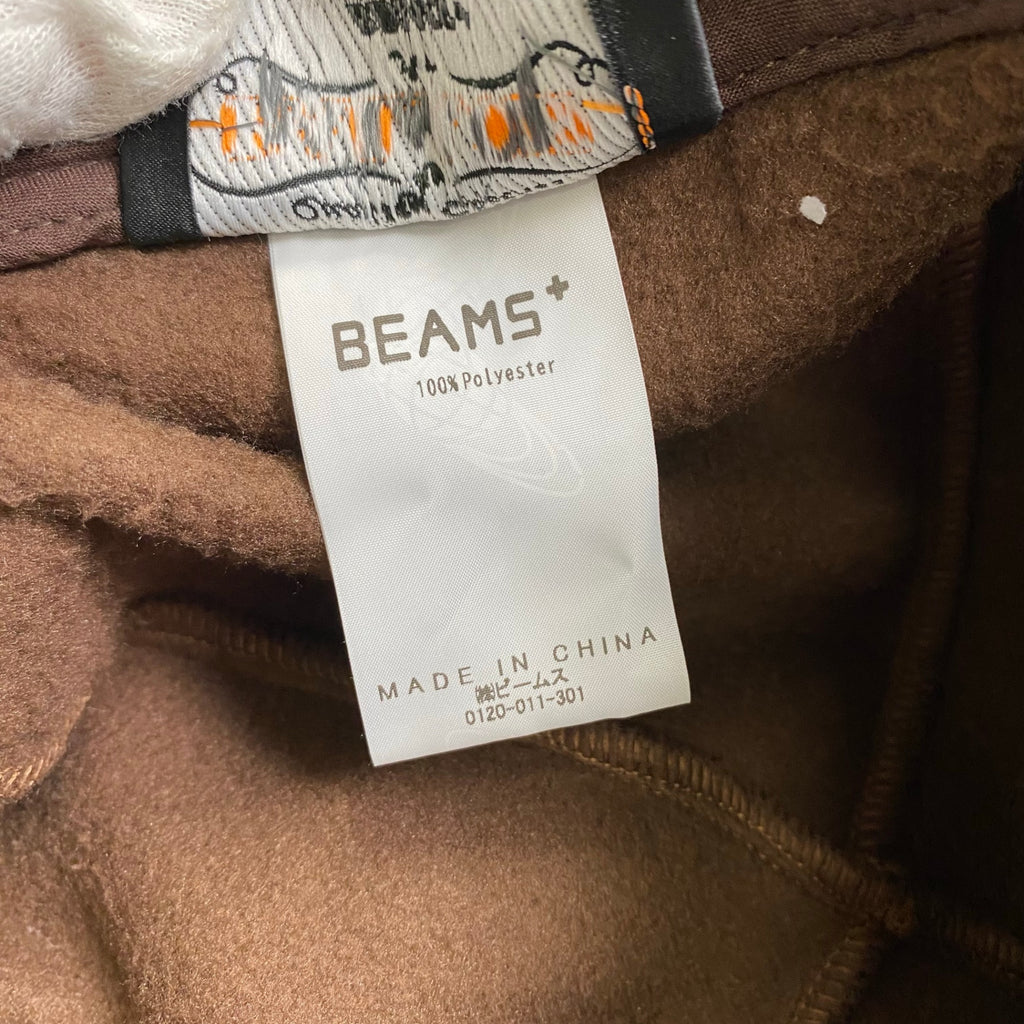 BEAMS+
100% Polyester
MADE IN CHINA
㈱ビームス
0120-011-301